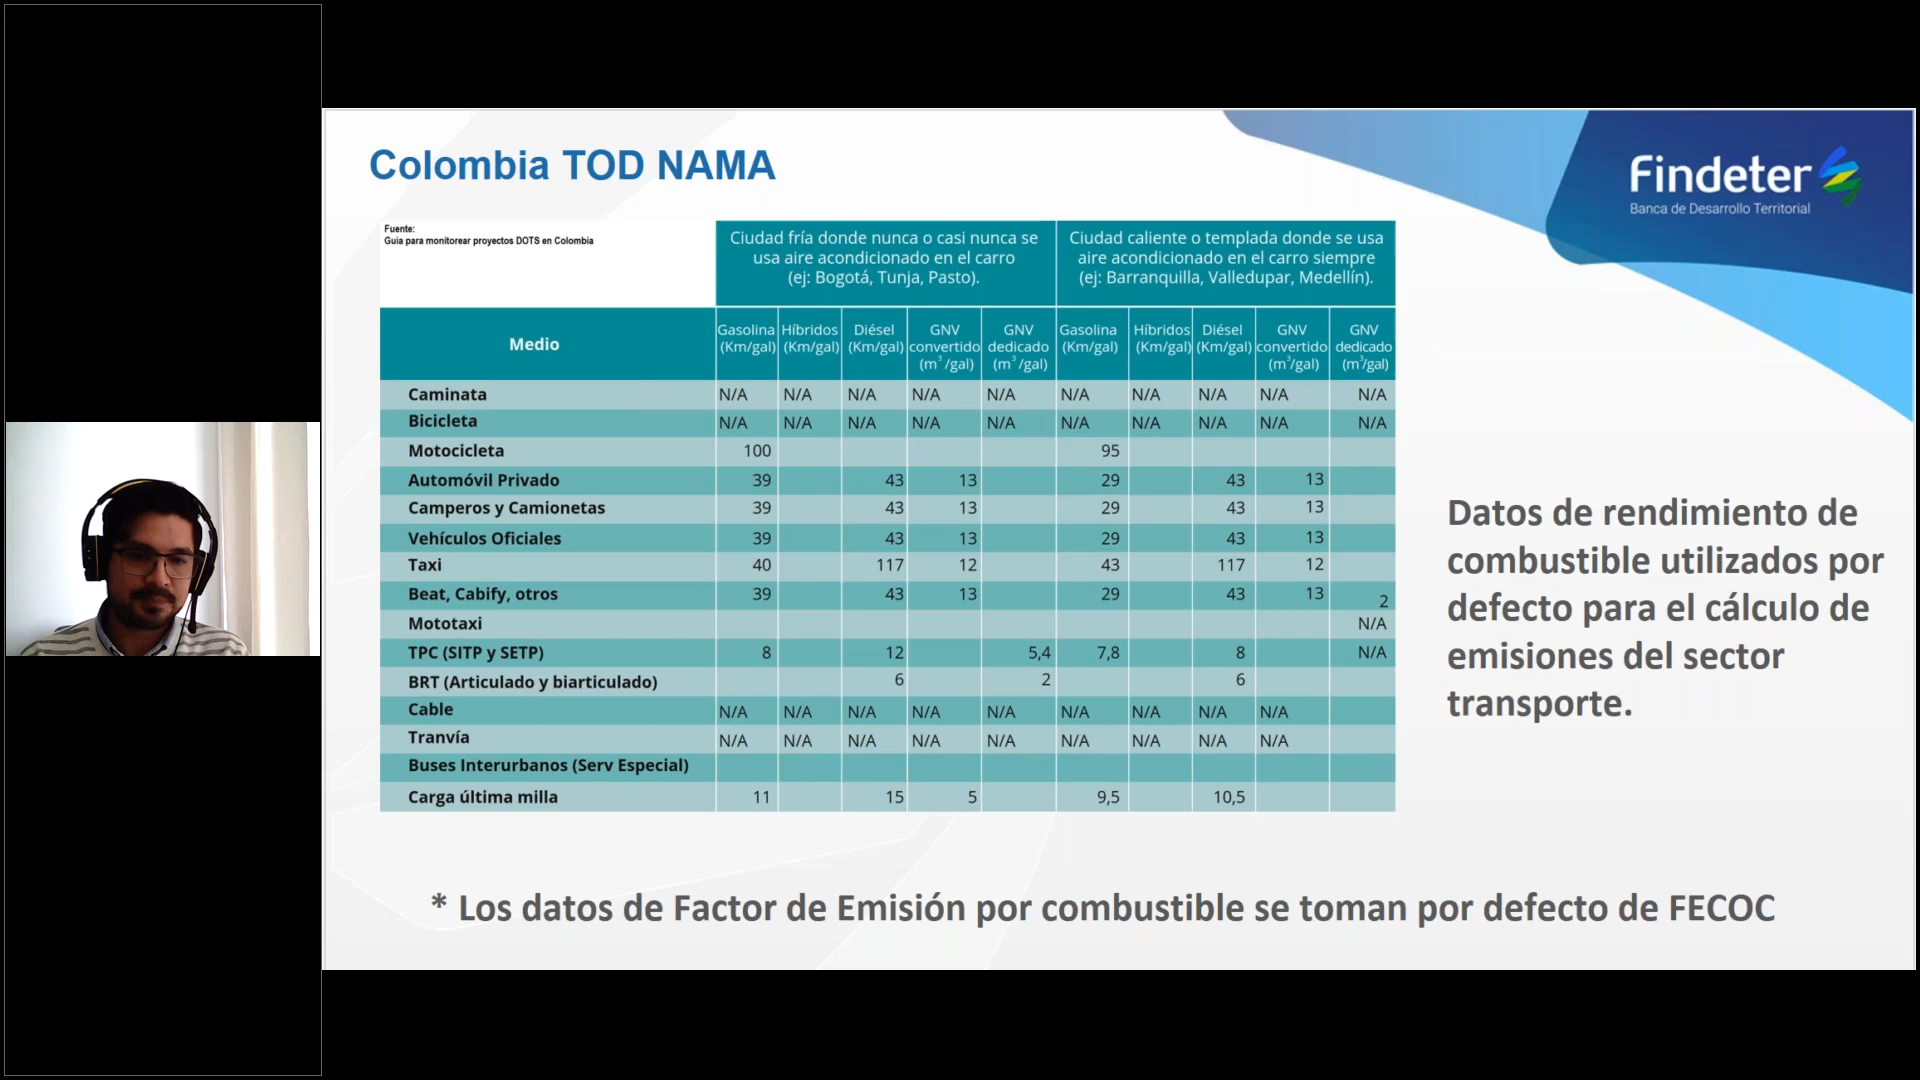 Colombia TOD NAMA
Findeter
Banca de Desarrollo Territorial
Fuente:
Guia para monitorear proyectos DOTS en Colombia
Ciudad fría donde nunca o casi nunca se
usa aire acondicionado en el carro
(ej: Bogotá, Tunja, Pasto).
Ciudad caliente o templada donde se usa
aire acondicionado en el carro siempre
(ej: Barranquilla, Valledupar, Medellín).
Medio
Gasolina (Km/gal) Híbridos (Km/gal) Diésel (Km/gal) GNV convertido (m³/gal) GNV dedicado (m³/gal) Gasolina (Km/gal) Híbridos (Km/gal) Diésel (Km/gal) GNV convertido (m³/gal) GNV dedicado (m³/gal)
Caminata N/A N/A N/A N/A N/A N/A N/A N/A N/A N/A
Bicicleta N/A N/A N/A N/A N/A N/A N/A N/A N/A N/A
Motocicleta 100 95
Automóvil Privado 39 43 13 29 43 13
Camperos y Camionetas 39 43 13 29 43 13
Vehículos Oficiales 39 43 13 29 43 13
Taxi 40 117 12 43 117 12
Beat, Cabify, otros 39 43 13 29 43 13 2
Mototaxi N/A
TPC (SITP y SETP) 8 12 5,4 7,8 8 N/A
BRT (Articulado y biarticulado) 6 2 6
Cable N/A N/A N/A N/A N/A N/A N/A N/A N/A
Tranvía N/A N/A N/A N/A N/A N/A N/A N/A N/A
Buses Interurbanos (Serv Especial)
Carga última milla 11 15 5 9,5 10,5
Datos de rendimiento de
combustible utilizados por
defecto para el cálculo de
emisiones del sector
transporte.
* Los datos de Factor de Emisión por combustible se toman por defecto de FECOC